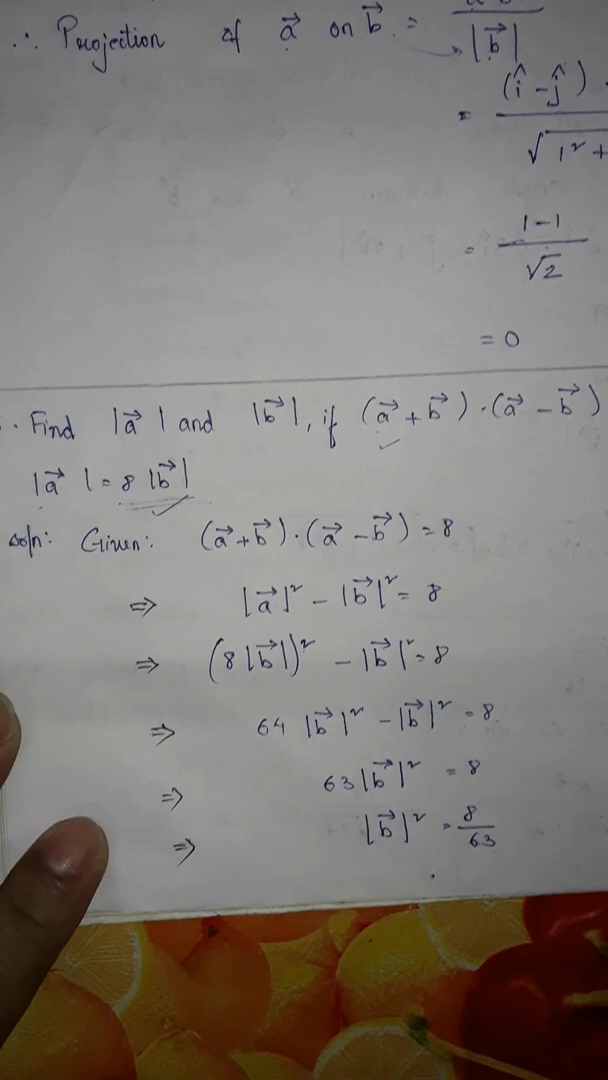 ∴ Projection of a⃗ on b⃗ = / |b⃗|
= (î - ĵ) · / √1² +
= 1-1 / √2
= 0
. Find |a⃗| and |b⃗|, if (a⃗ + b⃗)·(a⃗ - b⃗)
|a⃗| = 8 |b⃗|
Soln: Given: (a⃗+b⃗)·(a⃗-b⃗) = 8
⇒ |a⃗|² - |b⃗|² = 8
⇒ (8|b⃗|)² - |b⃗|² = 8
⇒ 64 |b⃗|² - |b⃗|² = 8
⇒ 63|b⃗|² = 8
⇒ |b⃗|² = 8/63